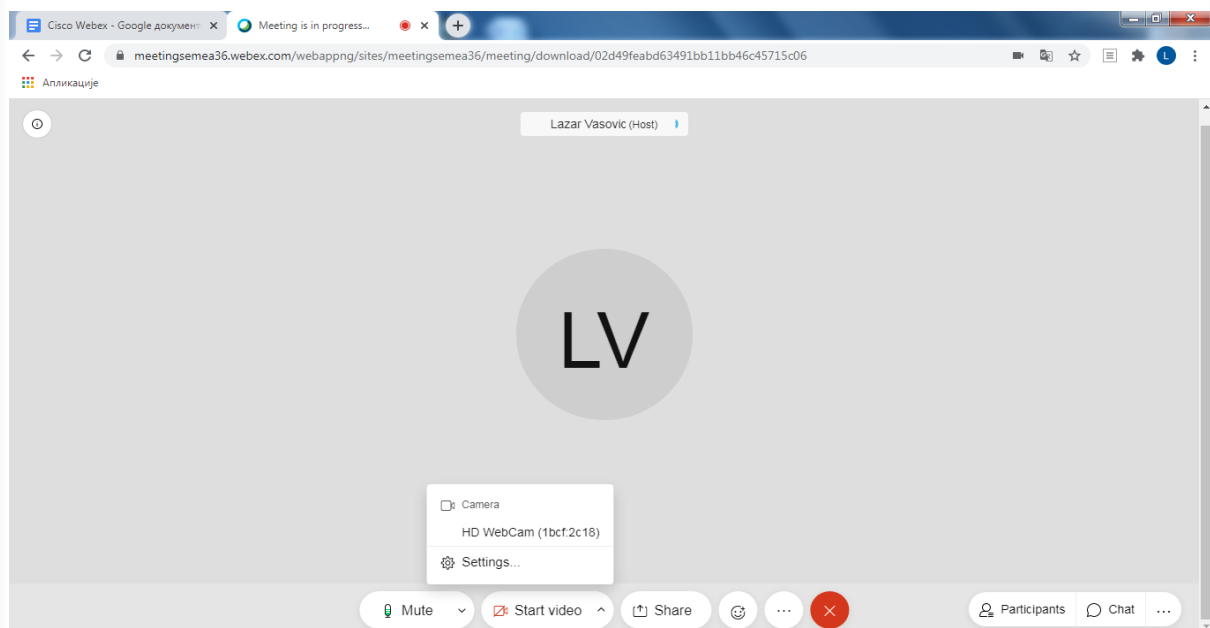 Cisco Webex - Google документ
Meeting is in progress...
meetingsemea36.webex.com/webappng/sites/meetingsemea36/meeting/download/02d49feabd63491bb11bb46c45715c06
L
Апликације
Lazar Vasovic (Host)
LV
Camera
HD WebCam (1bcf:2c18)
Settings...
Mute
Start video
Share
Participants
Chat